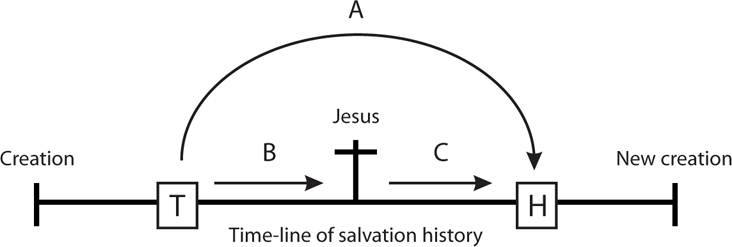 A
Jesus
Creation
B
C
New creation
T
H
Time-line of salvation history